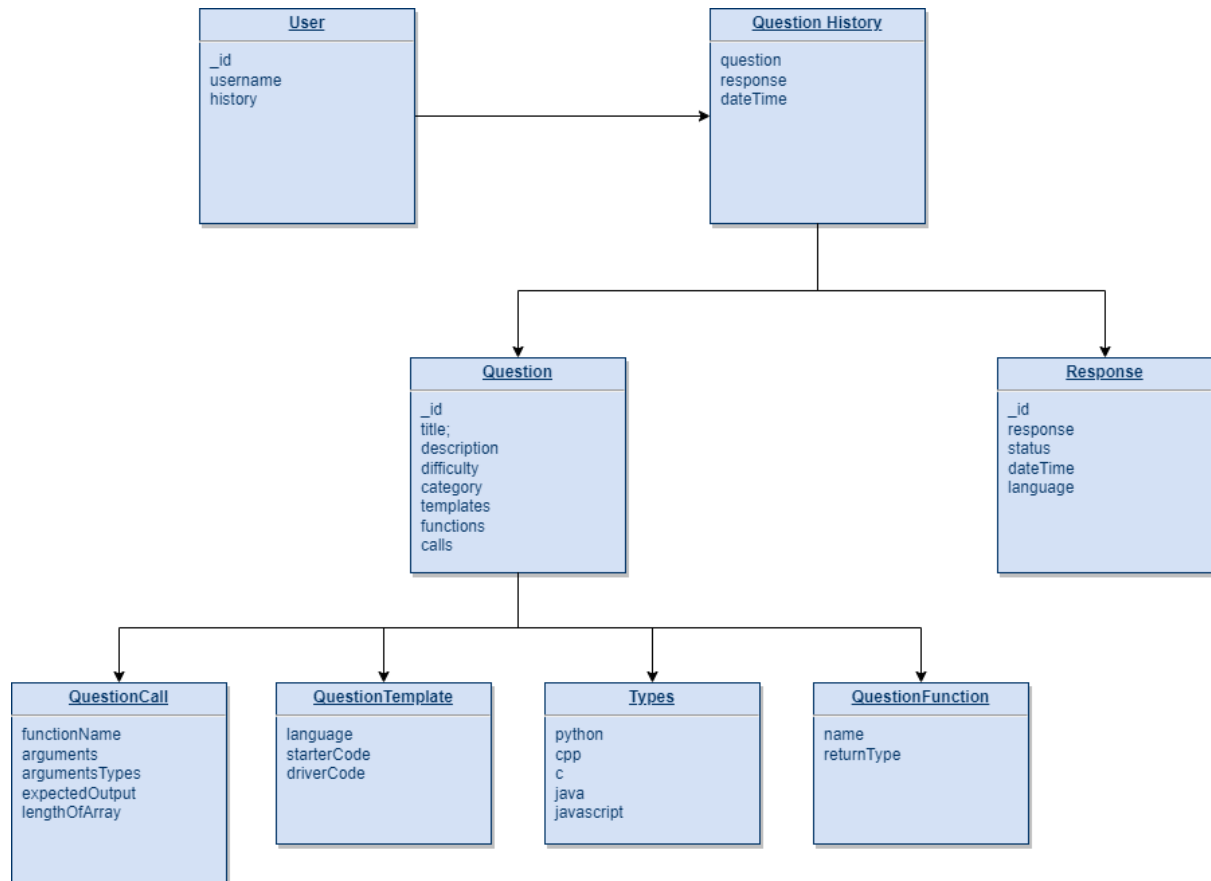 User
_id
username
history
Question History
question
response
dateTime
Question
_id
title;
description
difficulty
category
templates
functions
calls
Response
_id
response
status
dateTime
language
QuestionCall
functionName
arguments
argumentsTypes
expectedOutput
lengthOfArray
QuestionTemplate
language
starterCode
driverCode
Types
python
cpp
c
java
javascript
QuestionFunction
name
returnType